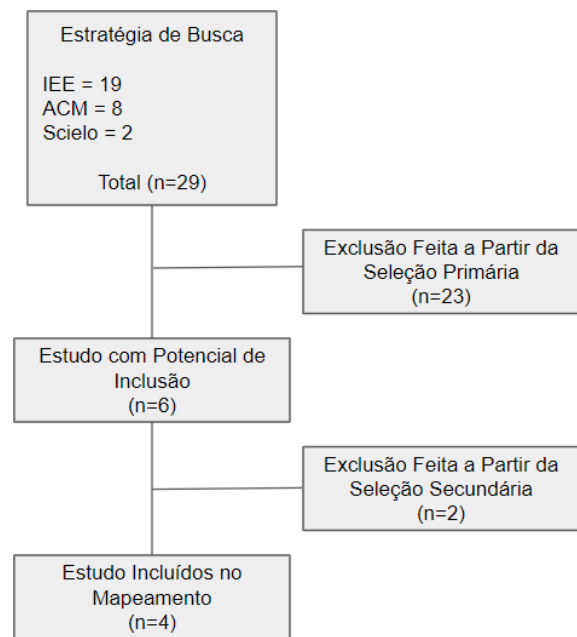 Estratégia de Busca
IEE = 19
ACM = 8
Scielo = 2
Total (n=29)
Exclusão Feita a Partir da
Seleção Primária
(n=23)
Estudo com Potencial de
Inclusão
(n=6)
Exclusão Feita a Partir da
Seleção Secundária
(n=2)
Estudo Incluídos no
Mapeamento
(n=4)